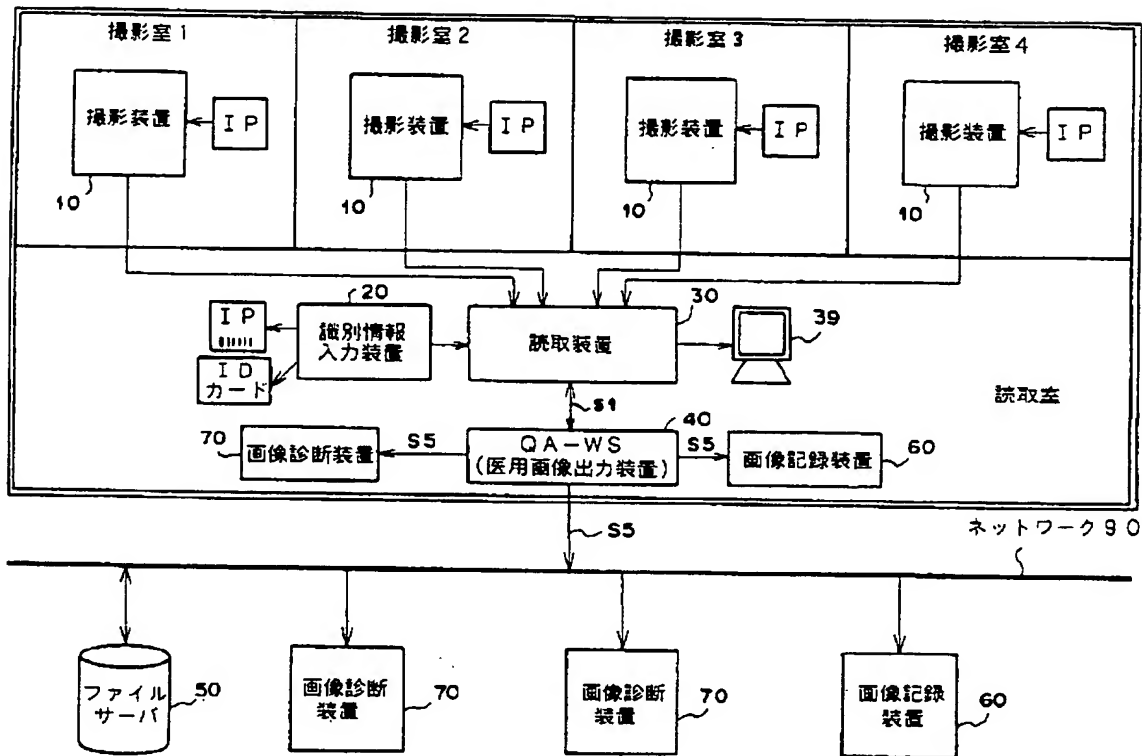 撮影室1
撮影室2
撮影室3
撮影室4
撮影装置
IP
撮影装置
IP
撮影装置
IP
撮影装置
IP
10
10
10
10
20
30
39
IP
識別情報
入力装置
読取装置
ID
カード
読取室
S1
40
70
画像診断装置
S5
QA-WS
(医用画像出力装置)
S5
画像記録装置
60
S5
ネットワーク90
ファイル
サーバ
50
画像診断
装置
70
画像診断
装置
70
画像記録
装置
60